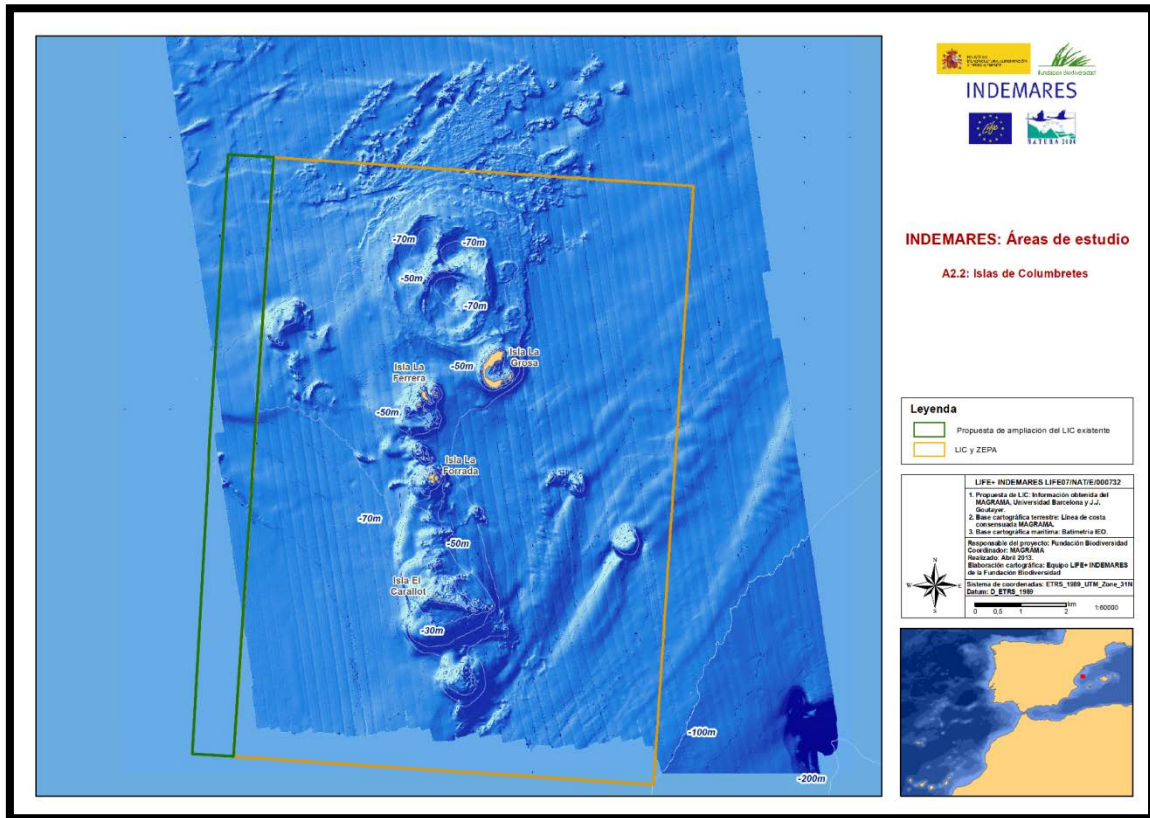 -70m
-70m
-50m
-70m
-50m
Isla La
Grosa
Isla La
Ferrera
-50m
Isla La
Forrada
-70m
-50m
Isla El
Carallot
-30m
-100m
-200m
Fundación Biodiversidad
INDEMARES
Life
NATURA 2000
INDEMARES: Áreas de estudio
A2.2: Islas de Columbretes
Leyenda
Propuesta de ampliación del LIC existente
LIC y ZEPA
N
W E
S
LIFE+ INDEMARES LIFE07/NAT/E/000732
1. Propuesta de LIC: Información obtenida del
MAGRAMA, Universidad Barcelona y J.J.
Goutayer.
2. Base cartográfica terrestre: Línea de costa
consensuada MAGRAMA.
3. Base cartográfica marítima: Batimetría IEO.
Responsable del proyecto: Fundación Biodiversidad
Coordinador: MAGRAMA
Realizado: Abril 2013.
Elaboración cartográfica: Equipo LIFE+ INDEMARES
de la Fundación Biodiversidad
Sistema de coordenadas: ETRS_1989_UTM_Zone_31N
Datum: D_ETRS_1989
km
0 0,5 1 2
1:60000